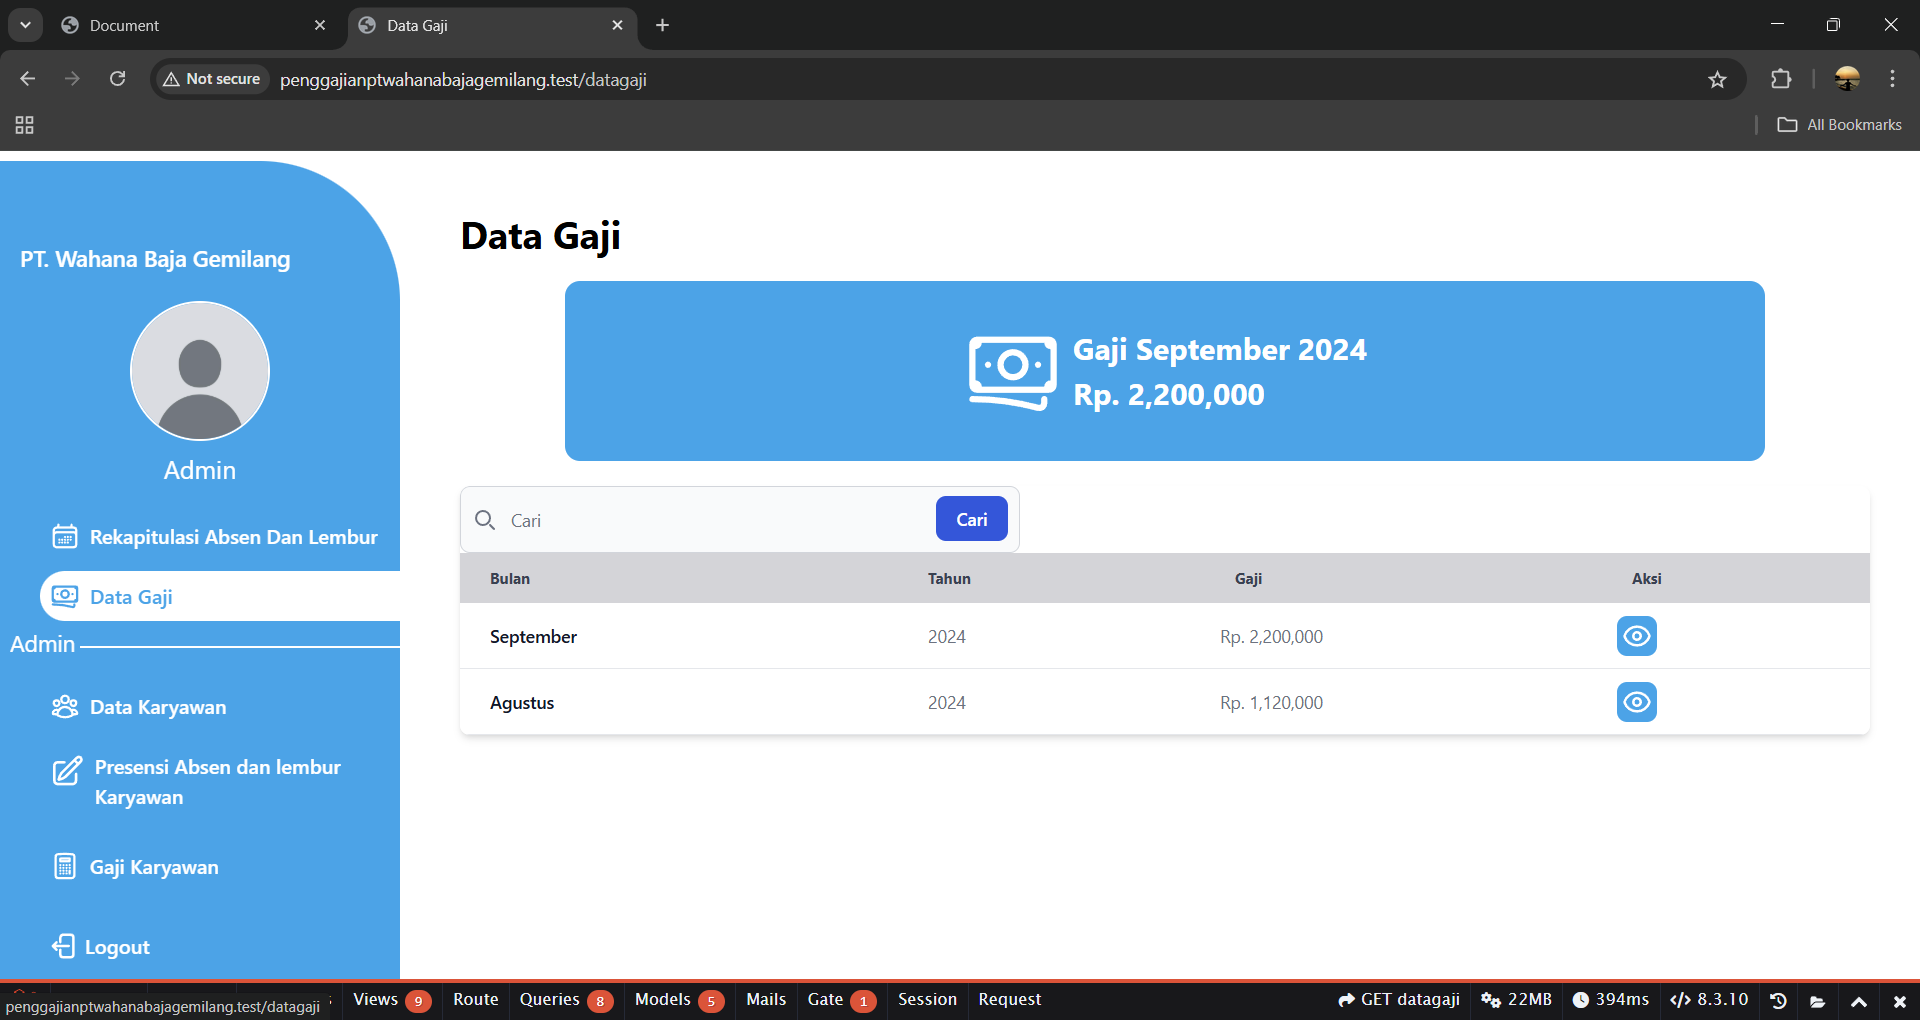 Document
Data Gaji
Not secure
penggajianptwahanabajagemilang.test/datagaji
All Bookmarks
PT. Wahana Baja Gemilang
Admin
Rekapitulasi Absen Dan Lembur
Data Gaji
Admin
Data Karyawan
Presensi Absen dan lembur
Karyawan
Gaji Karyawan
Logout
Data Gaji
Gaji September 2024
Rp. 2,200,000
Cari
Cari
Bulan Tahun Gaji Aksi
September 2024 Rp. 2,200,000
Agustus 2024 Rp. 1,120,000
penggajianptwahanabajagemilang.test/datagaji
Views 9 Route Queries 8 Models 5 Mails Gate 1 Session Request GET datagaji 22MB 394ms 8.3.10